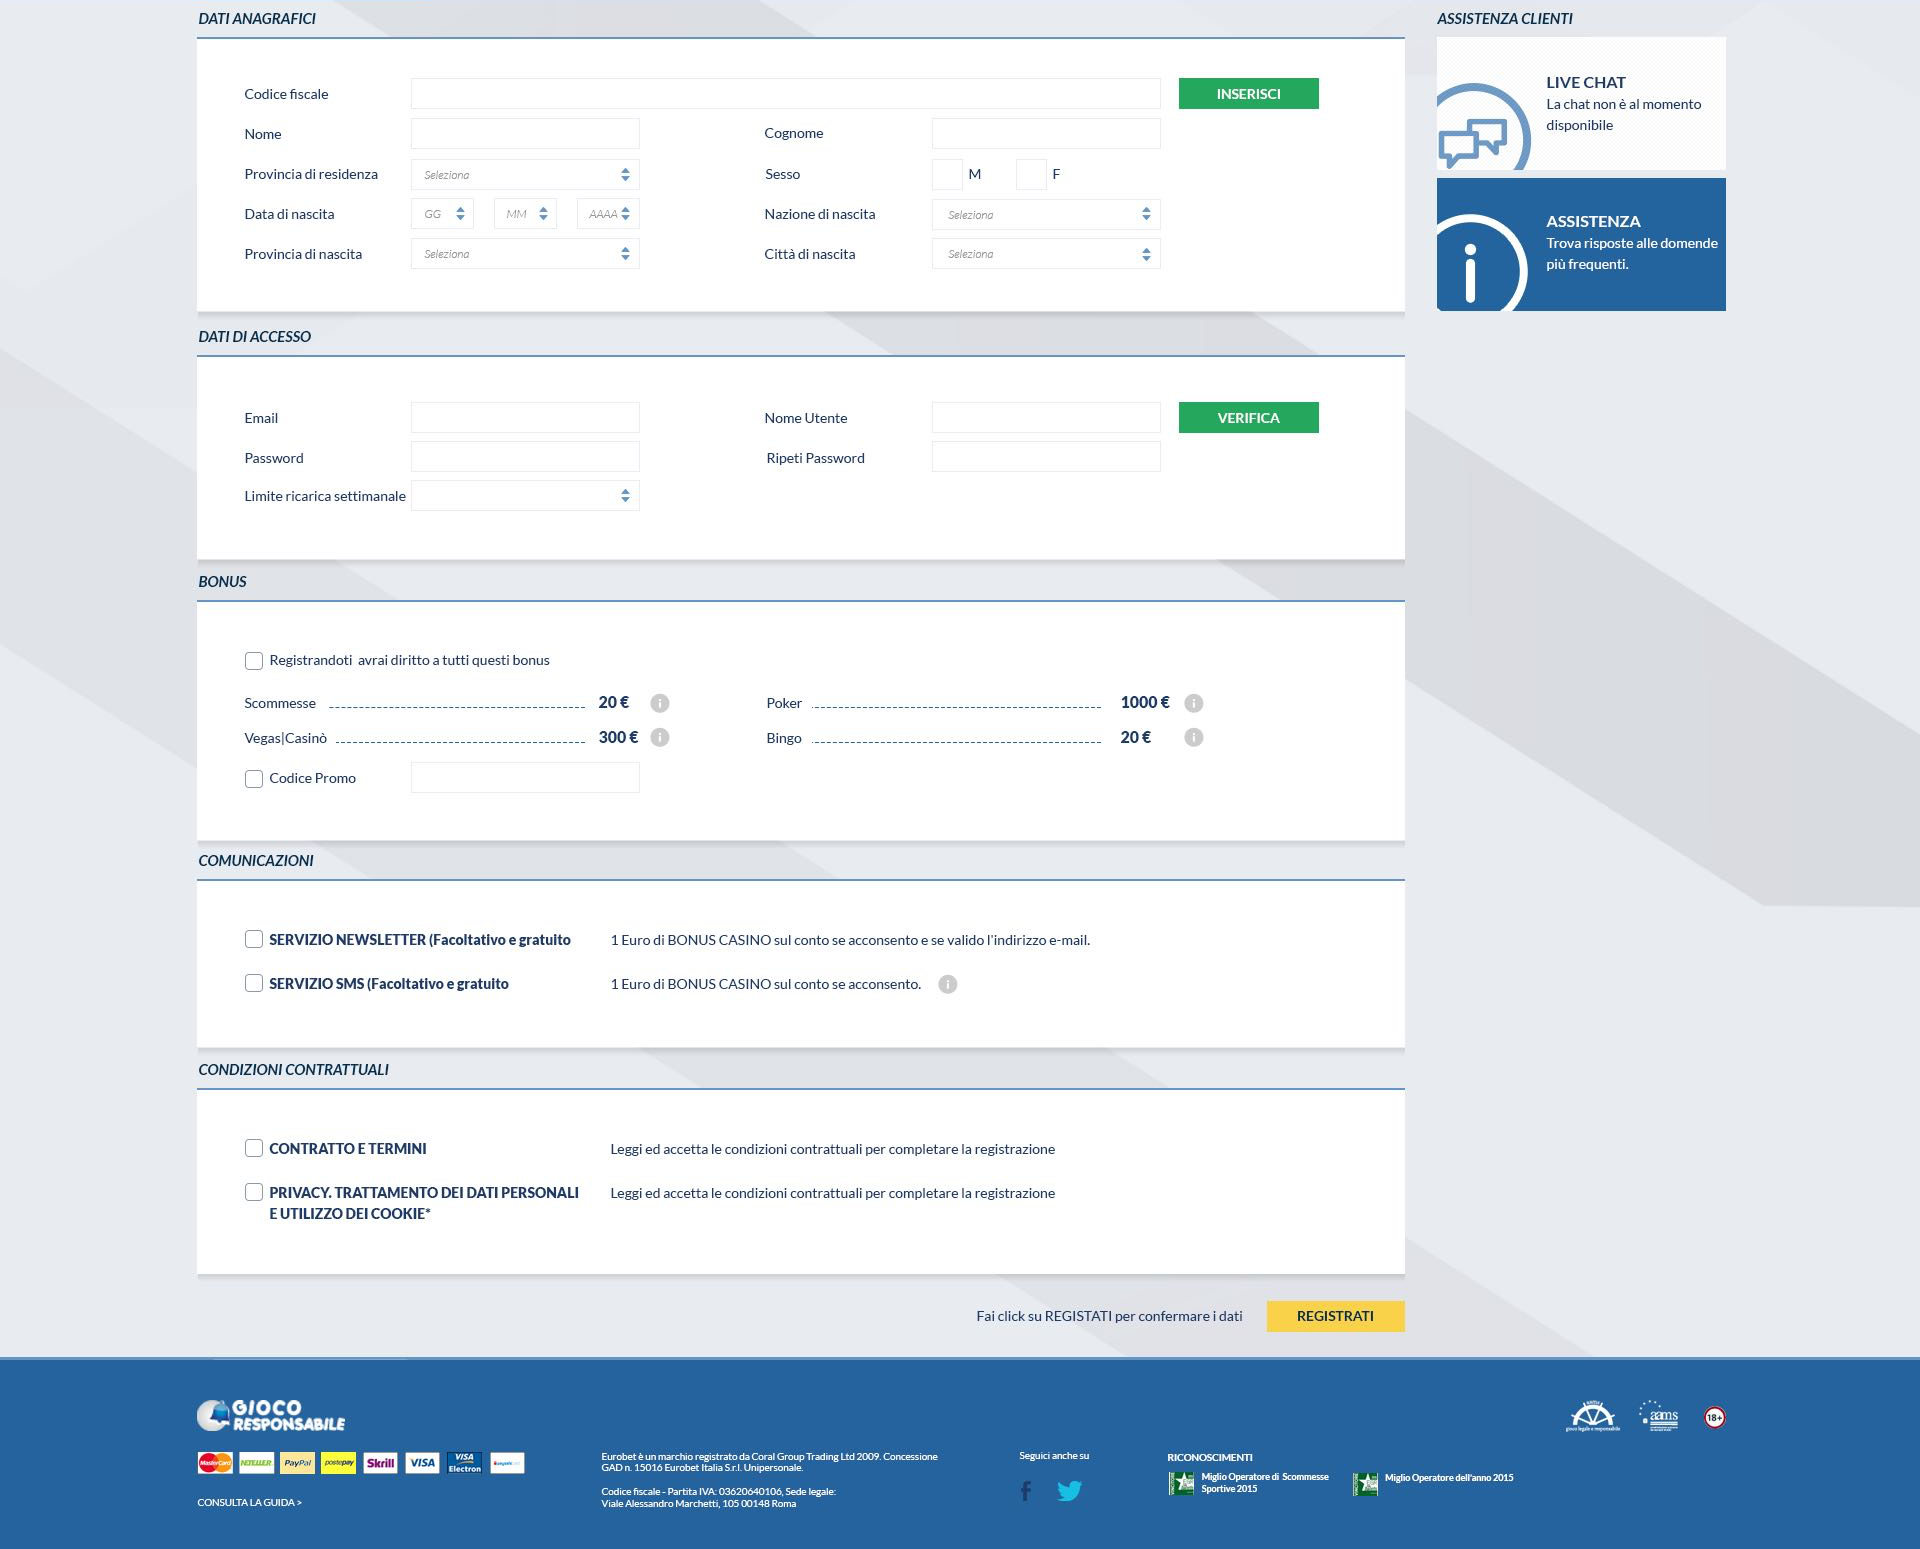 DATI ANAGRAFICI
Codice fiscale
INSERISCI
Nome
Cognome
Provincia di residenza
Seleziona
Sesso
M
F
Data di nascita
GG
MM
AAAA
Nazione di nascita
Seleziona
Provincia di nascita
Seleziona
Città di nascita
Seleziona
ASSISTENZA CLIENTI
LIVE CHAT
La chat non è al momento
disponibile
ASSISTENZA
Trova risposte alle domende
più frequenti.
DATI DI ACCESSO
Email
Nome Utente
VERIFICA
Password
Ripeti Password
Limite ricarica settimanale
BONUS
Registrandoti avrai diritto a tutti questi bonus
Scommesse 20 €
Poker 1000 €
Vegas|Casinò 300 €
Bingo 20 €
Codice Promo
COMUNICAZIONI
SERVIZIO NEWSLETTER (Facoltativo e gratuito
1 Euro di BONUS CASINO sul conto se acconsento e se valido l'indirizzo e-mail.
SERVIZIO SMS (Facoltativo e gratuito
1 Euro di BONUS CASINO sul conto se acconsento.
CONDIZIONI CONTRATTUALI
CONTRATTO E TERMINI
Leggi ed accetta le condizioni contrattuali per completare la registrazione
PRIVACY. TRATTAMENTO DEI DATI PERSONALI
E UTILIZZO DEI COOKIE*
Leggi ed accetta le condizioni contrattuali per completare la registrazione
Fai click su REGISTATI per confermare i dati
REGISTRATI
GIOCO
RESPONSABILE
MasterCard
NETELLER
PayPal
postepay
Skrill
VISA
VISA
Electron
CONSULTA LA GUIDA >
Eurobet è un marchio registrato da Coral Group Trading Ltd 2009. Concessione
GAD n. 15016 Eurobet Italia S.r.l. Unipersonale.
Codice fiscale - Partita IVA: 03620640106, Sede legale:
Viale Alessandro Marchetti, 105 00148 Roma
Seguici anche su
RICONOSCIMENTI
Miglio Operatore di Scommesse
Sportive 2015
Miglio Operatore dell'anno 2015
gioco legale e responsabile
aams
18+